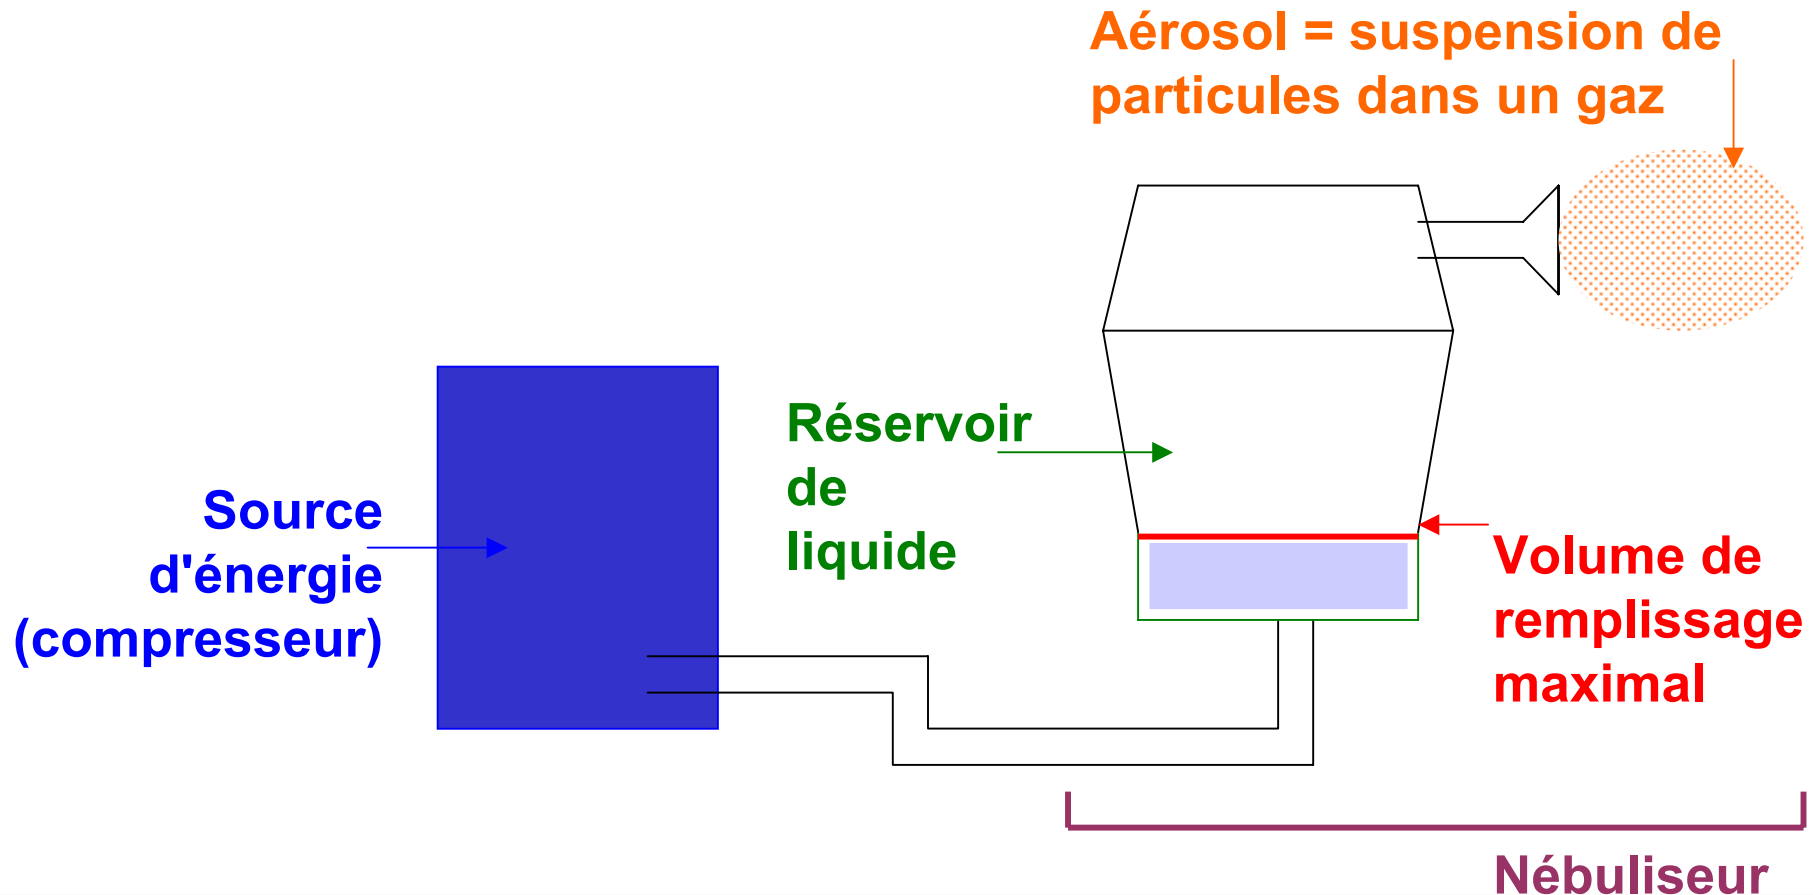 Aérosol = suspension de
particules dans un gaz
Réservoir
de
liquide
Source
d'énergie
(compresseur)
Volume de
remplissage
maximal
Nébuliseur